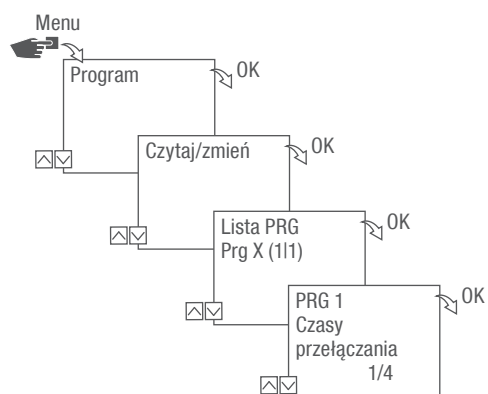 Menu
Program
OK
Czytaj/zmień
OK
Lista PRG
Prg X (1|1)
OK
PRG 1
Czasy
przełączania
1/4
OK